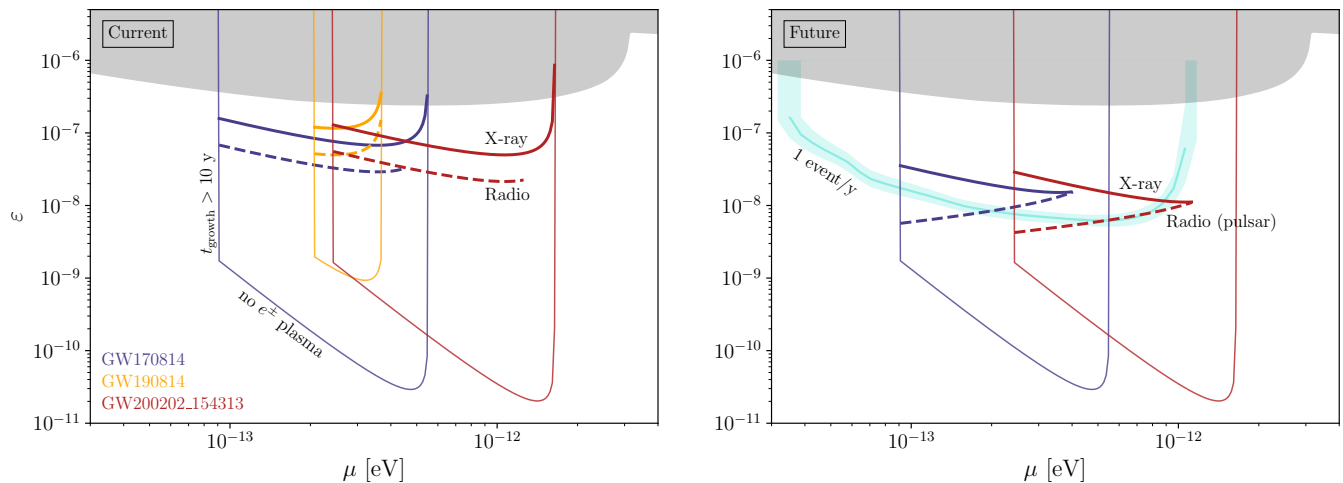 Current
10⁻⁶
10⁻⁷
10⁻⁸
10⁻⁹
10⁻¹⁰
10⁻¹¹
ε
X-ray
Radio
t_growth > 10 y
no e^± plasma
GW170814
GW190814
GW200202_154313
10⁻¹³
10⁻¹²
μ [eV]
Future
10⁻⁶
10⁻⁷
10⁻⁸
10⁻⁹
10⁻¹⁰
10⁻¹¹
1 event/y
X-ray
Radio (pulsar)
10⁻¹³
10⁻¹²
μ [eV]